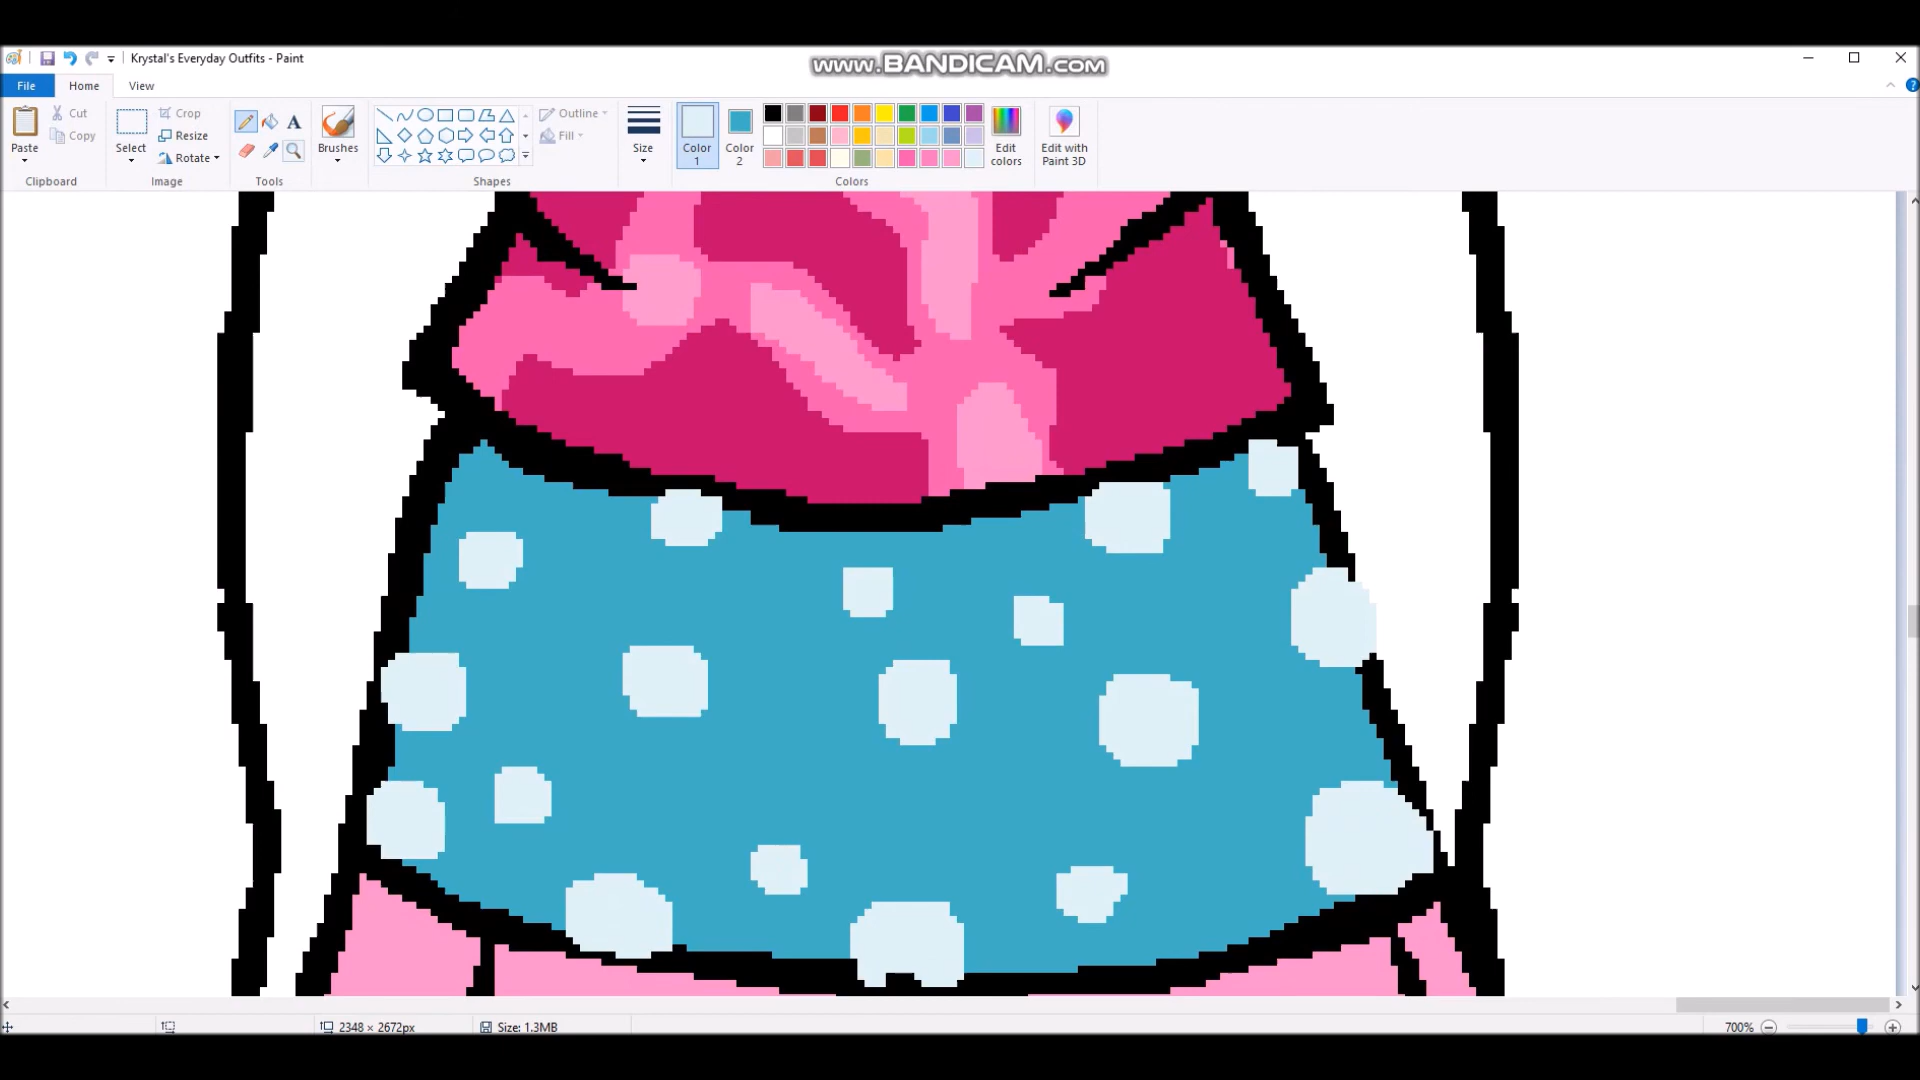 www.BANDICAM.com
Krystal's Everyday Outfits - Paint
File
Home
View
Paste
Cut
Copy
Clipboard
Select
Crop
Resize
Rotate
Image
A
Tools
Brushes
Shapes
Outline
Fill
Size
Color
1
Color
2
Colors
Edit
colors
Edit with
Paint 3D
2348 × 2672px
Size: 1.3MB
700%